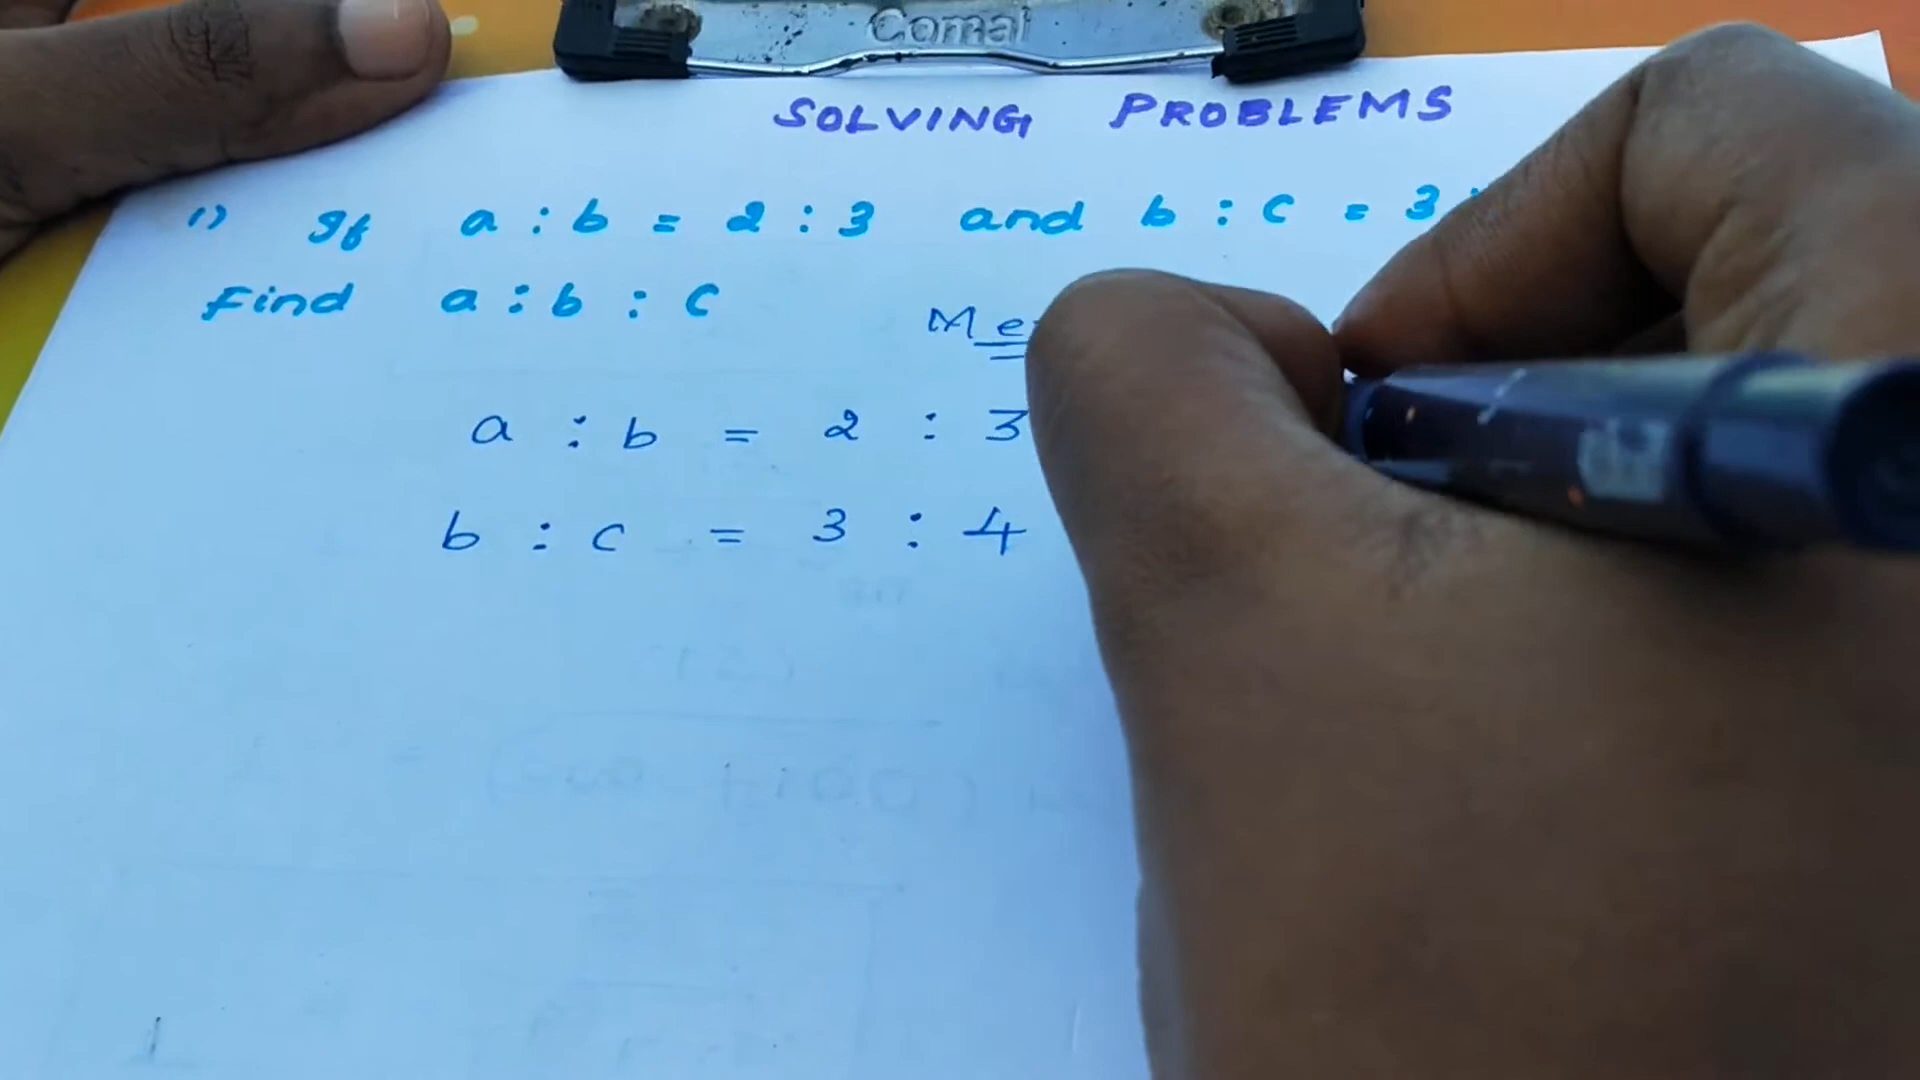 Comal
SOLVING PROBLEMS
1) If a : b = 2 : 3 and b : c = 3
Find a : b : c
a : b = 2 : 3
b : c = 3 : 4